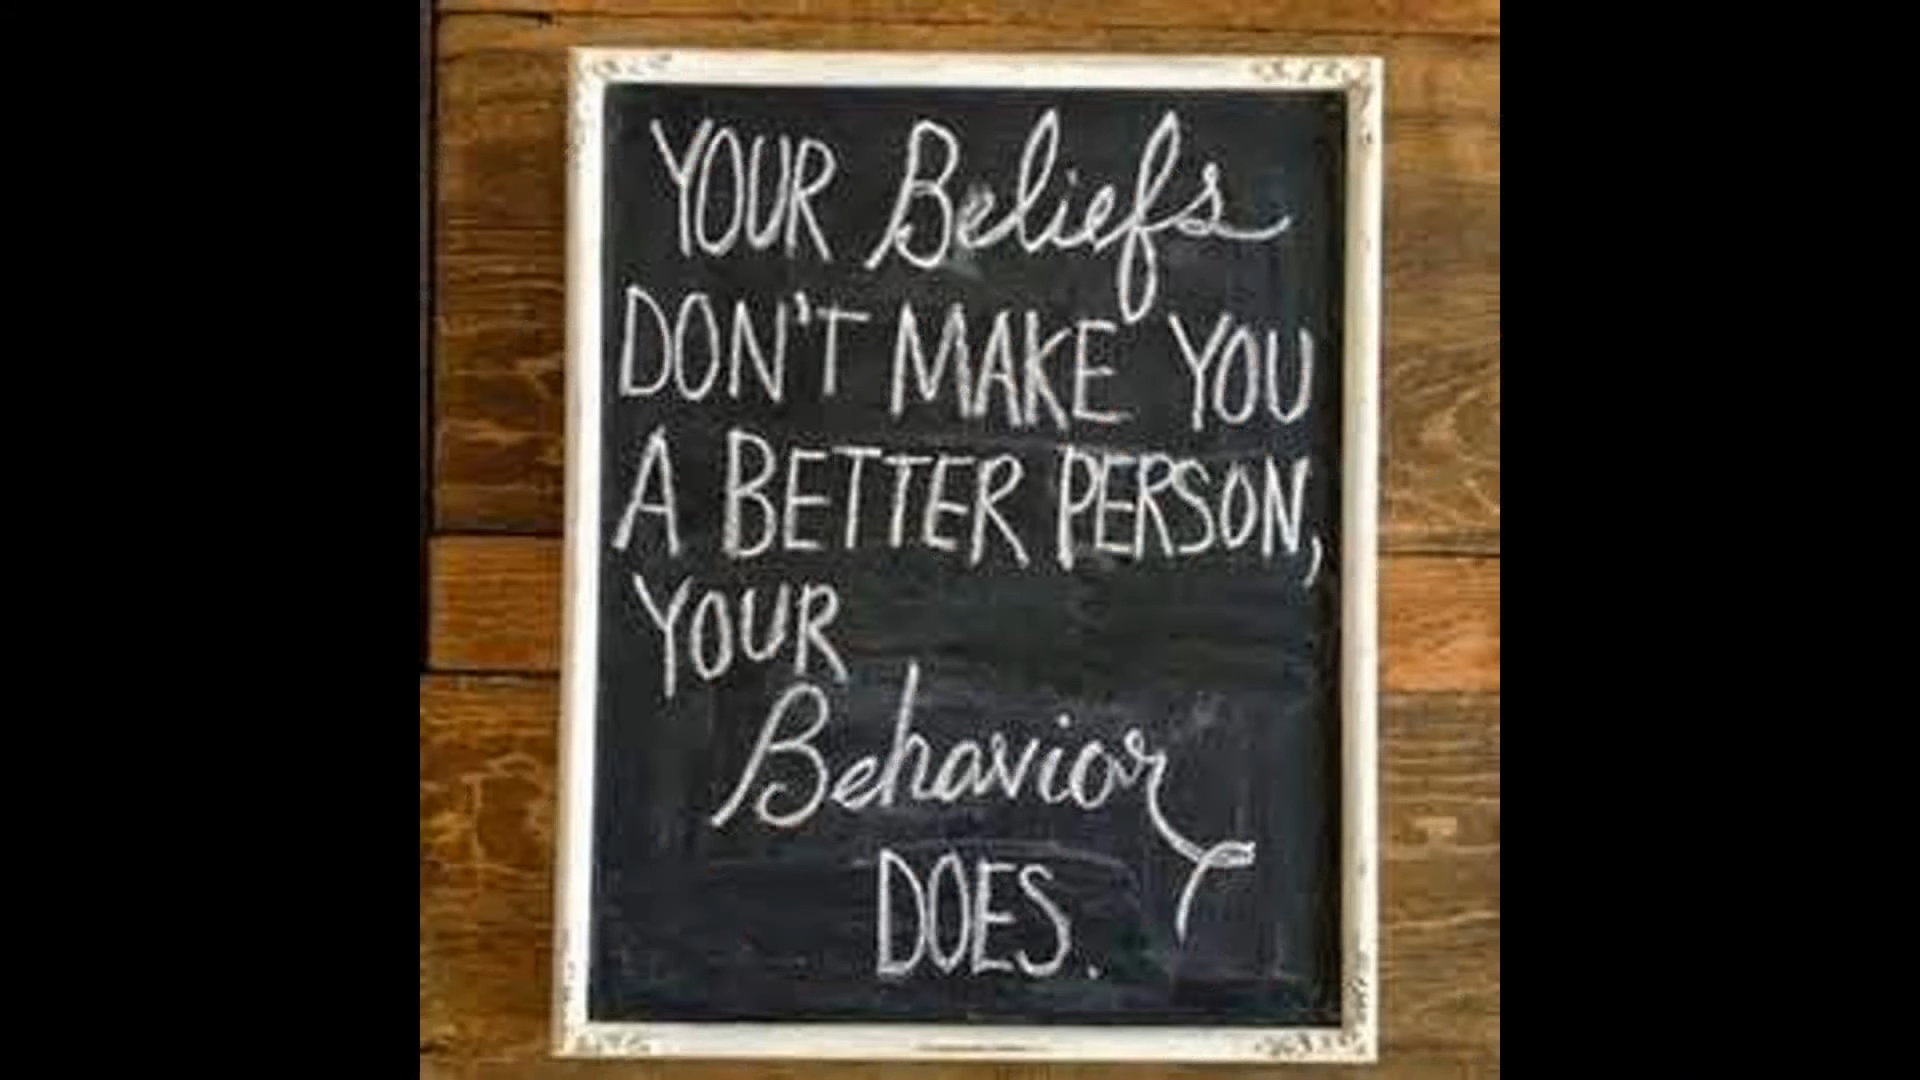 YOUR Beliefs
DON'T MAKE YOU
A BETTER PERSON,
YOUR
Behavior
DOES.